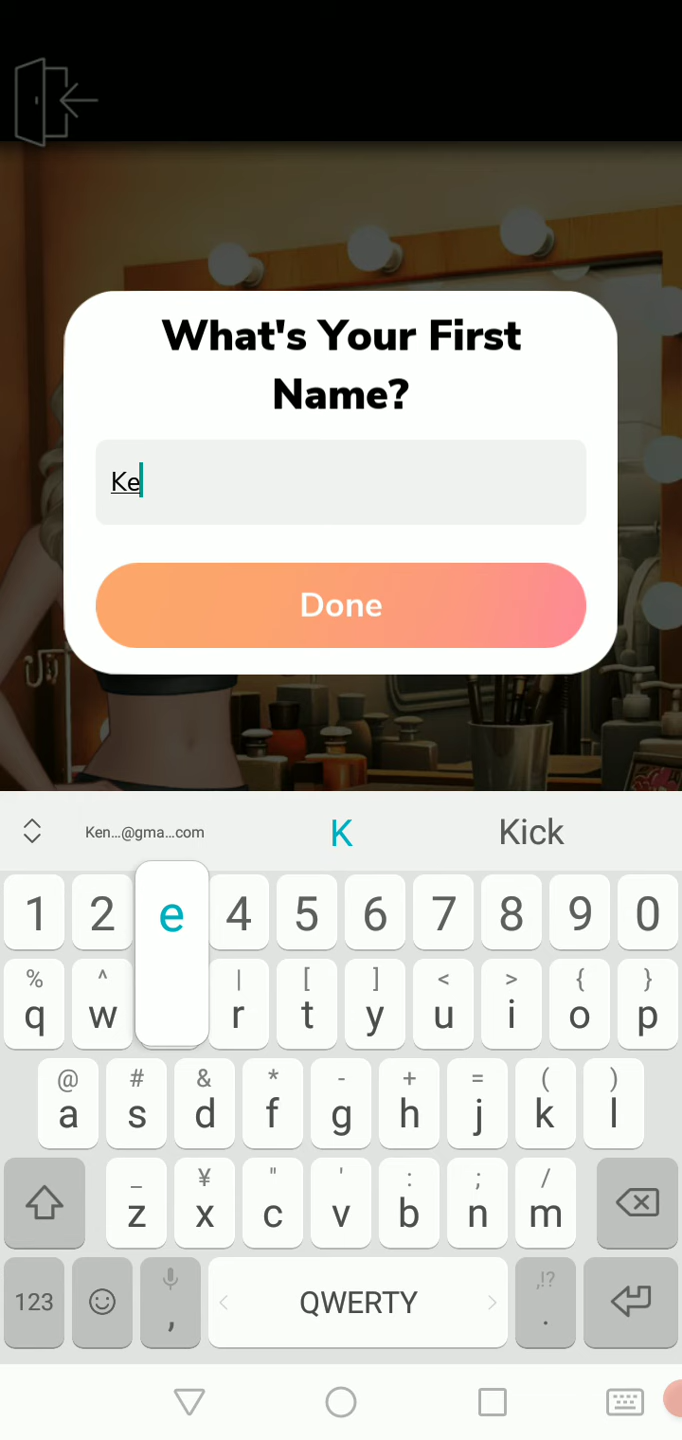 What's Your First
Name?
Ke
Done
Ken...@gma...com K Kick
1 2 e 4 5 6 7 8 9 0
% ^ | [ ] < > { }
q w r t y u i o p
@ # & * - + = ( )
a s d f g h j k l
_ ¥ " ' : ; /
z x c v b n m
,!?
123 , QWERTY .